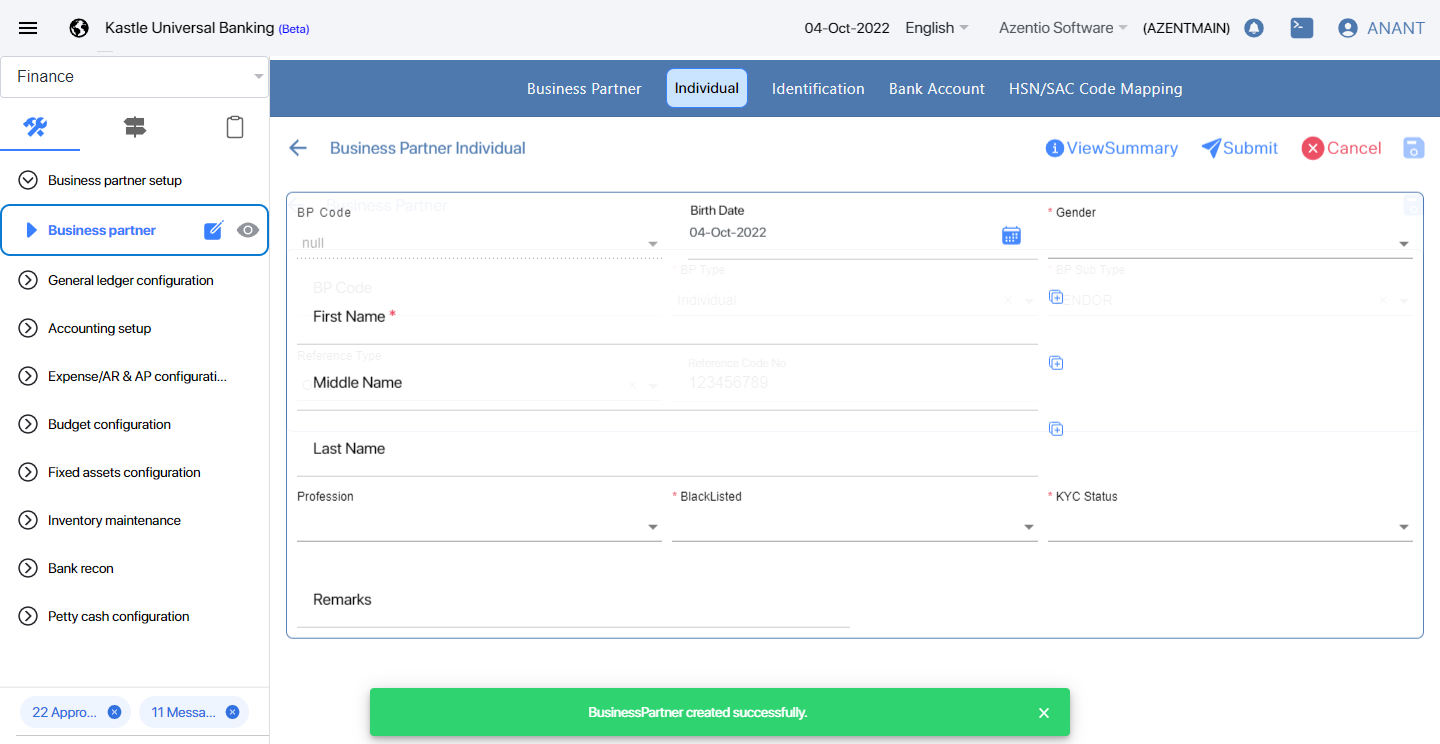 Kastle Universal Banking (Beta)
04-Oct-2022 English Azentio Software (AZENTMAIN) ANANT
Finance
Business Partner Individual Identification Bank Account HSN/SAC Code Mapping
Business Partner Individual
ViewSummary Submit Cancel
Business partner setup
Business partner
General ledger configuration
Accounting setup
Expense/AR & AP configurati...
Budget configuration
Fixed assets configuration
Inventory maintenance
Bank recon
Petty cash configuration
22 Appro... 11 Messa...
Business Partner
BP Code Birth Date * Gender
null 04-Oct-2022
* BP Type * BP Sub Type
BP Code Individual VENDOR
First Name *
Reference Type Reference Code No
Middle Name 123456789
Last Name
Profession * BlackListed * KYC Status
Remarks
BusinessPartner created successfully.